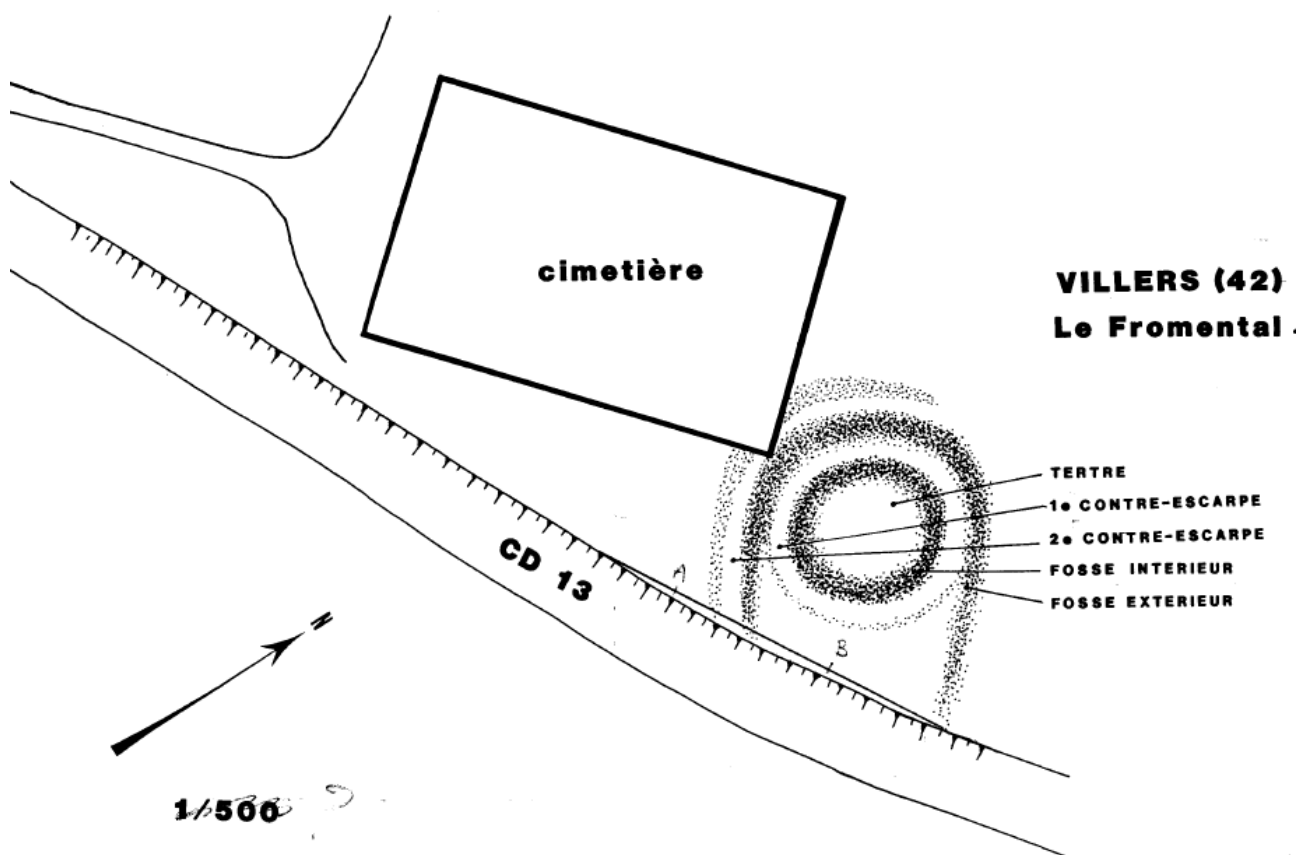 cimetière
VILLERS (42)
Le Fromental
TERTRE
1e CONTRE-ESCARPE
2e CONTRE-ESCARPE
FOSSE INTERIEUR
FOSSE EXTERIEUR
CD 13
A
B
N
1/500